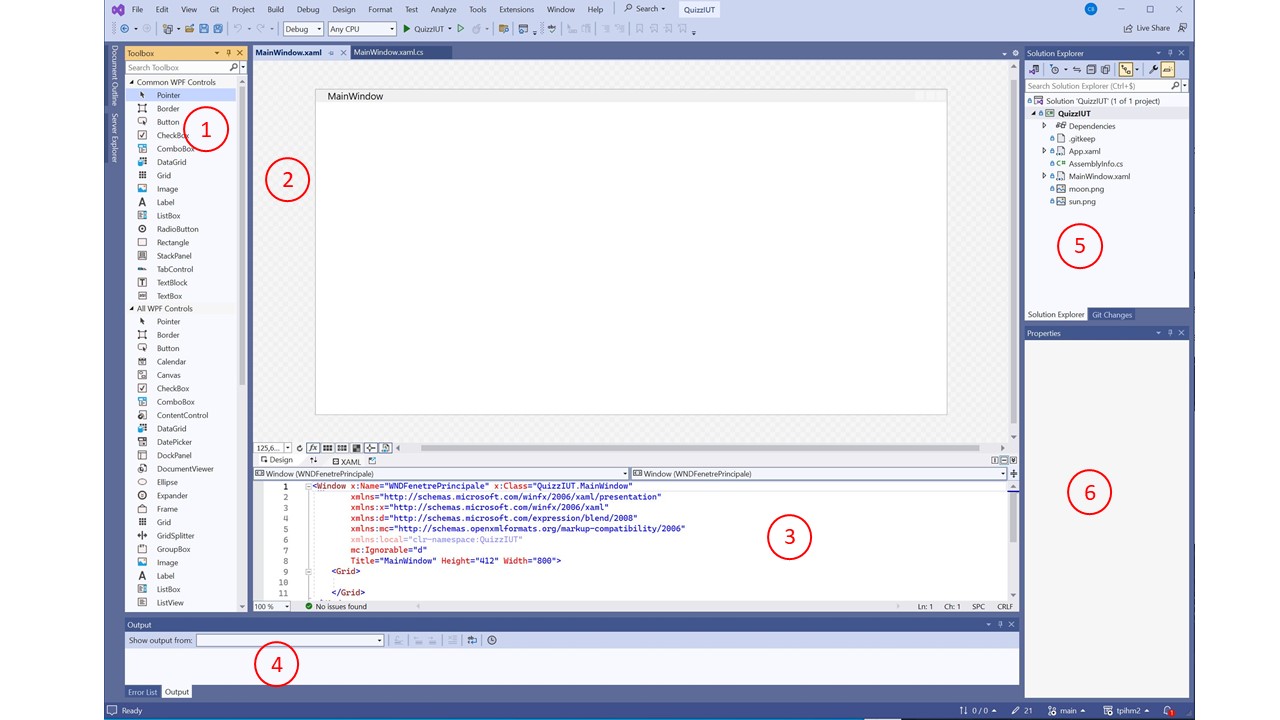 File Edit View Git Project Build Debug Design Format Test Analyze Tools Extensions Window Help Search QuizzIUT CB
Debug Any CPU QuizzIUT Live Share
Document Outline
Server Explorer
Toolbox
Search Toolbox
Common WPF Controls
Pointer
Border
Button
CheckBox
ComboBox
DataGrid
Grid
Image
Label
ListBox
RadioButton
Rectangle
StackPanel
TabControl
TextBlock
TextBox
All WPF Controls
Pointer
Border
Button
Calendar
Canvas
CheckBox
ComboBox
ContentControl
DataGrid
DatePicker
DockPanel
DocumentViewer
Ellipse
Expander
Frame
Grid
GridSplitter
GroupBox
Image
Label
ListBox
ListView
1
MainWindow.xaml MainWindow.xaml.cs
MainWindow
2
125,6...
Design XAML
Window (WNDFenetrePrincipale) Window (WNDFenetrePrincipale)
1 <Window x:Name="WNDFenetrePrincipale" x:Class="QuizzIUT.MainWindow"
2 xmlns="http://schemas.microsoft.com/winfx/2006/xaml/presentation"
3 xmlns:x="http://schemas.microsoft.com/winfx/2006/xaml"
4 xmlns:d="http://schemas.microsoft.com/expression/blend/2008"
5 xmlns:mc="http://schemas.openxmlformats.org/markup-compatibility/2006"
6 xmlns:local="clr-namespace:QuizzIUT"
7 mc:Ignorable="d"
8 Title="MainWindow" Height="412" Width="800">
9 <Grid>
10
11 </Grid>
3
100 % No issues found Ln: 1 Ch: 1 SPC CRLF
Output
Show output from:
4
Error List Output
Solution Explorer
Search Solution Explorer (Ctrl+$)
Solution 'QuizzIUT' (1 of 1 project)
QuizzIUT
Dependencies
.gitkeep
App.xaml
AssemblyInfo.cs
MainWindow.xaml
moon.png
sun.png
5
Solution Explorer Git Changes
Properties
6
Ready 0 / 0 21 main tpihm2 1